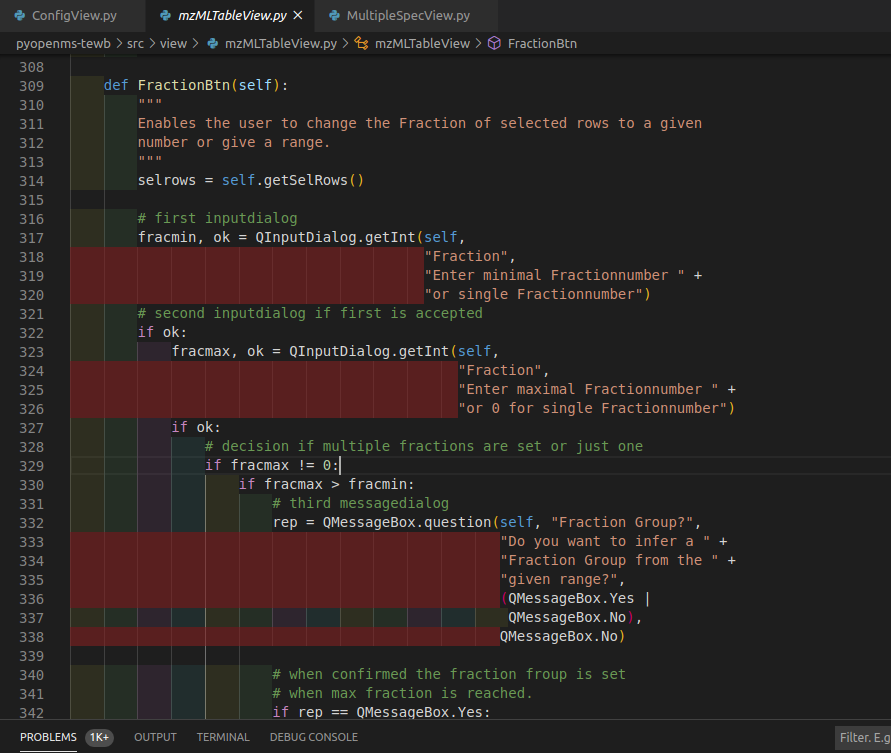 ConfigView.py mzMLTableView.py MultipleSpecView.py
pyopenms-tewb > src > view > mzMLTableView.py > mzMLTableView > FractionBtn
308
309 def FractionBtn(self):
310 """
311 Enables the user to change the Fraction of selected rows to a given
312 number or give a range.
313 """
314 selrows = self.getSelRows()
315
316 # first inputdialog
317 fracmin, ok = QInputDialog.getInt(self,
318 "Fraction",
319 "Enter minimal Fractionnumber " +
320 "or single Fractionnumber")
321 # second inputdialog if first is accepted
322 if ok:
323 fracmax, ok = QInputDialog.getInt(self,
324 "Fraction",
325 "Enter maximal Fractionnumber " +
326 "or 0 for single Fractionnumber")
327 if ok:
328 # decision if multiple fractions are set or just one
329 if fracmax != 0:
330 if fracmax > fracmin:
331 # third messagedialog
332 rep = QMessageBox.question(self, "Fraction Group?",
333 "Do you want to infer a " +
334 "Fraction Group from the " +
335 "given range?",
336 (QMessageBox.Yes |
337 QMessageBox.No),
338 QMessageBox.No)
339
340 # when confirmed the fraction froup is set
341 # when max fraction is reached.
342 if rep == QMessageBox.Yes:
PROBLEMS 1K+ OUTPUT TERMINAL DEBUG CONSOLE Filter. E.g